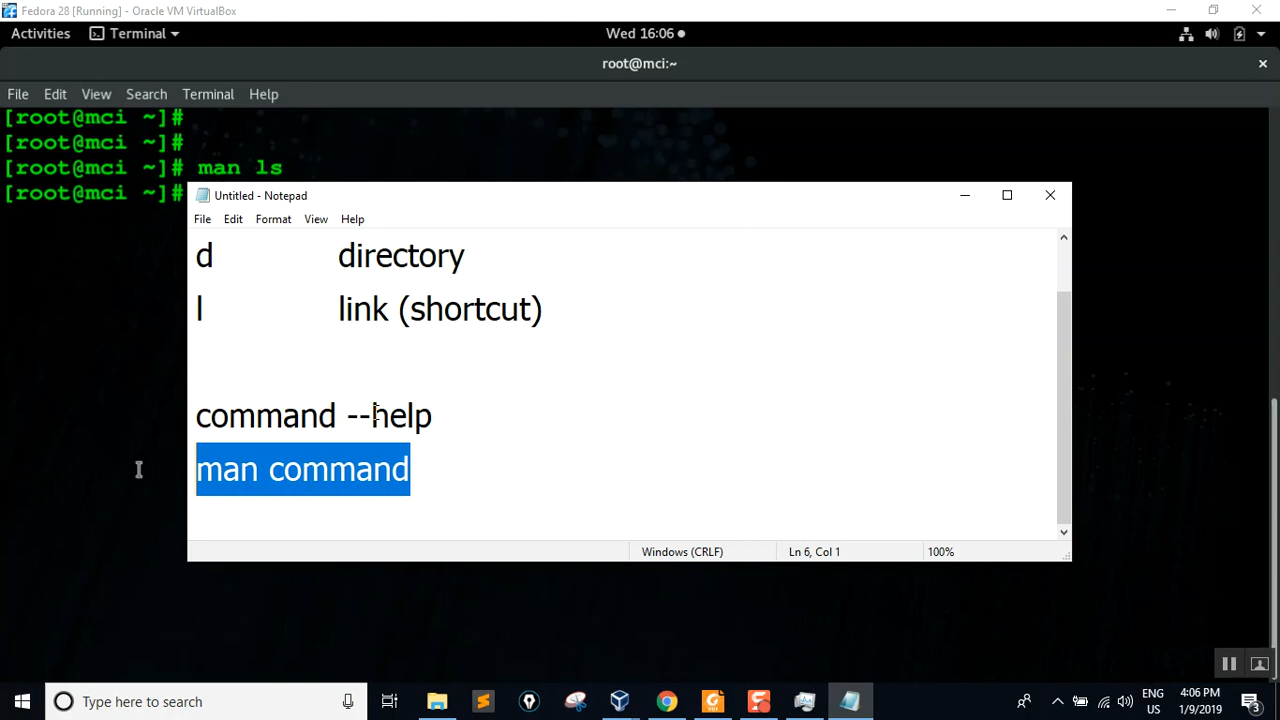 Fedora 28 [Running] - Oracle VM VirtualBox
Activities Terminal Wed 16:06
root@mci:~
File Edit View Search Terminal Help
[root@mci ~]#
[root@mci ~]#
[root@mci ~]# man ls
[root@mci ~]#
Untitled - Notepad
File Edit Format View Help
d directory
l link (shortcut)
command --help
man command
Windows (CRLF) Ln 6, Col 1 100%
Type here to search
ENG
US
4:06 PM
1/9/2019
3